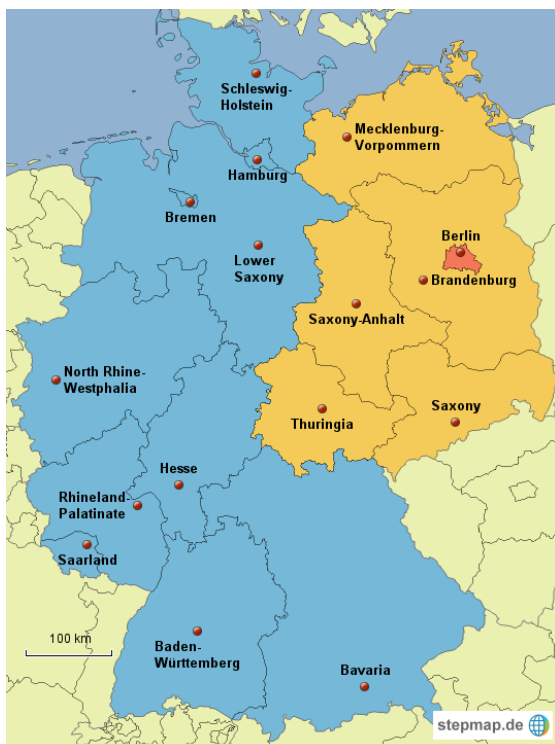 Schleswig-
Holstein
Mecklenburg-
Vorpommern
Hamburg
Bremen
Berlin
Lower
Saxony
Brandenburg
Saxony-Anhalt
North Rhine-
Westphalia
Saxony
Thuringia
Hesse
Rhineland-
Palatinate
Saarland
100 km
Baden-
Württemberg
Bavaria
stepmap.de